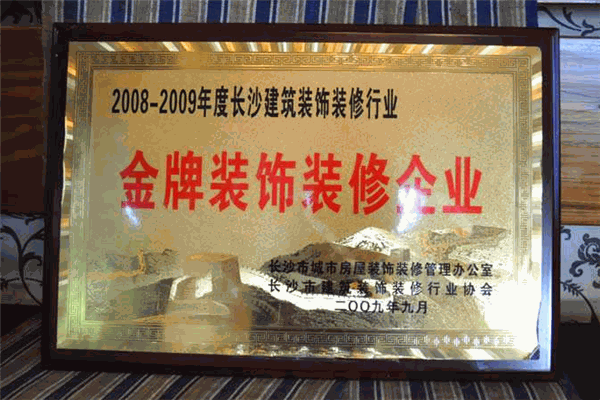 2008-2009年度长沙建筑装饰装修行业
金牌装饰装修企业
长沙市城市房屋装饰装修管理办公室
长沙市建筑装饰装修行业协会
二〇〇九年九月